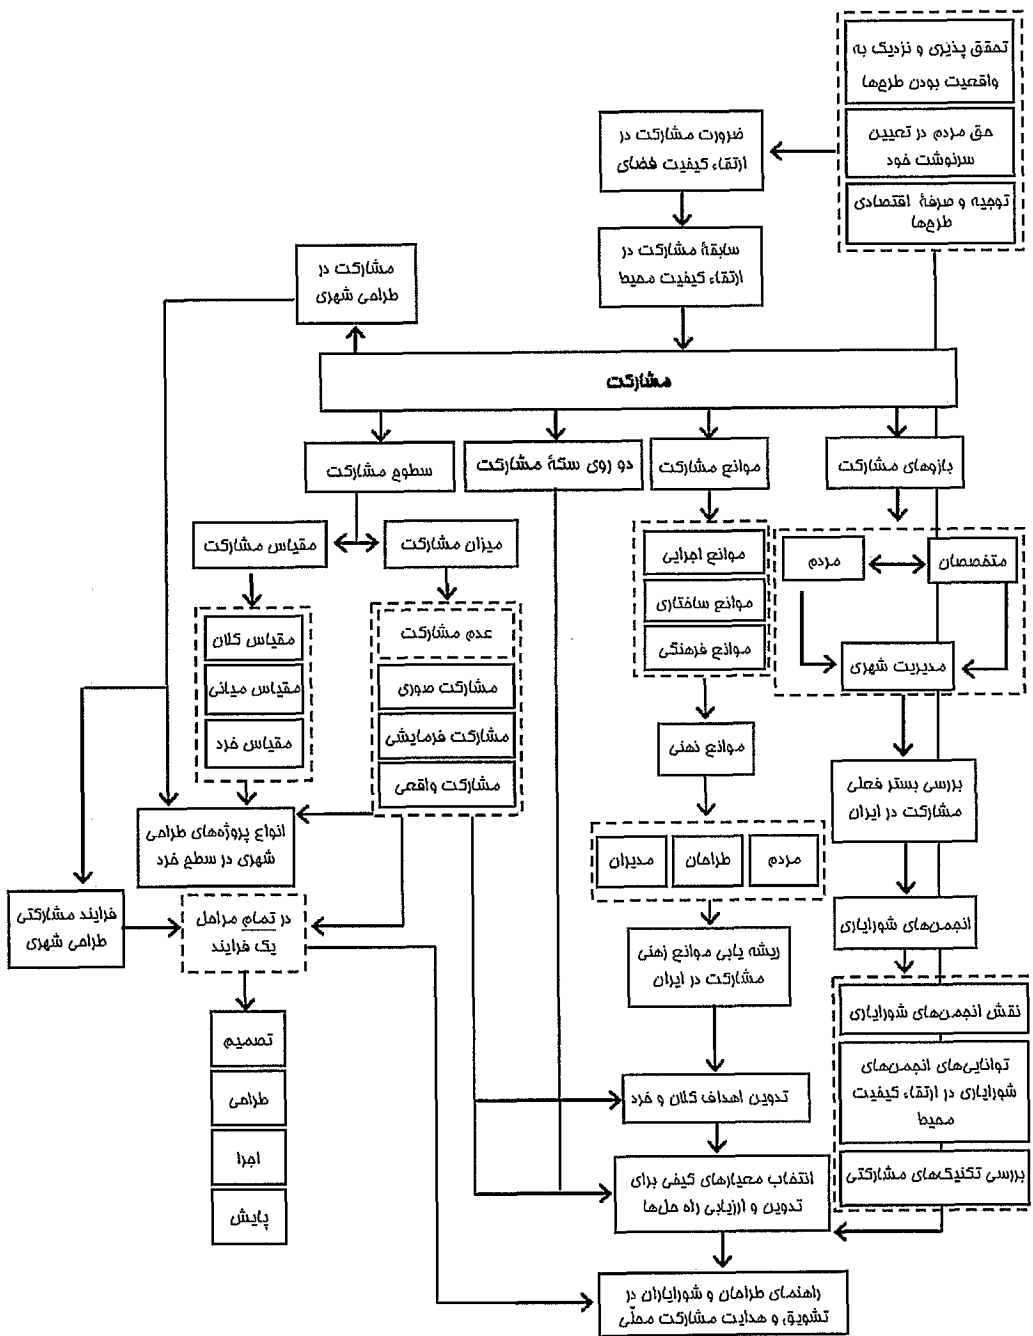 تحقق پذیری و نزدیک به
واقعیت بودن طرح‌ها
حق مردم در تعیین
سرنوشت خود
توجیه و صرفهٔ اقتصادی
طرح‌ها
ضرورت مشارکت در
ارتقاء کیفیت فضای
سابقهٔ مشارکت در
ارتقاء کیفیت محیط
مشارکت در
طراحی شهری
مشارکت
بازوهای مشارکت
موانع مشارکت
دو روی سکهٔ مشارکت
سطوح مشارکت
متخصصان
مردم
مدیریت شهری
موانع اجرایی
موانع ساختاری
موانع فرهنگی
میزان مشارکت
مقیاس مشارکت
عدم مشارکت
مشارکت صوری
مشارکت فرمایشی
مشارکت واقعی
مقیاس کلان
مقیاس میانی
مقیاس خرد
موانع ذهنی
بررسی بستر فعلی
مشارکت در ایران
مردم
طراحان
مدیران
انواع پروژه‌های طراحی
شهری در سطح خرد
انجمن‌های شورایاری
ریشه یابی موانع زهنی
مشارکت در ایران
در تمام مراحل
یک فرایند
فرایند مشارکتی
طراحی شهری
نقش انجمن‌های شورایاری
توانایی‌های انجمن‌های
شورایاری در ارتقاء کیفیت
محیط
بررسی تکنیک‌های مشارکتی
تصمیم
طراحی
اجرا
پایش
تدوین اهداف کلان و خرد
انتخاب معیارهای کیفی برای
تدوین و ارزیابی راه حل‌ها
راهنمای طراحان و شورایاران در
تشویق و هدایت مشارکت محلّی